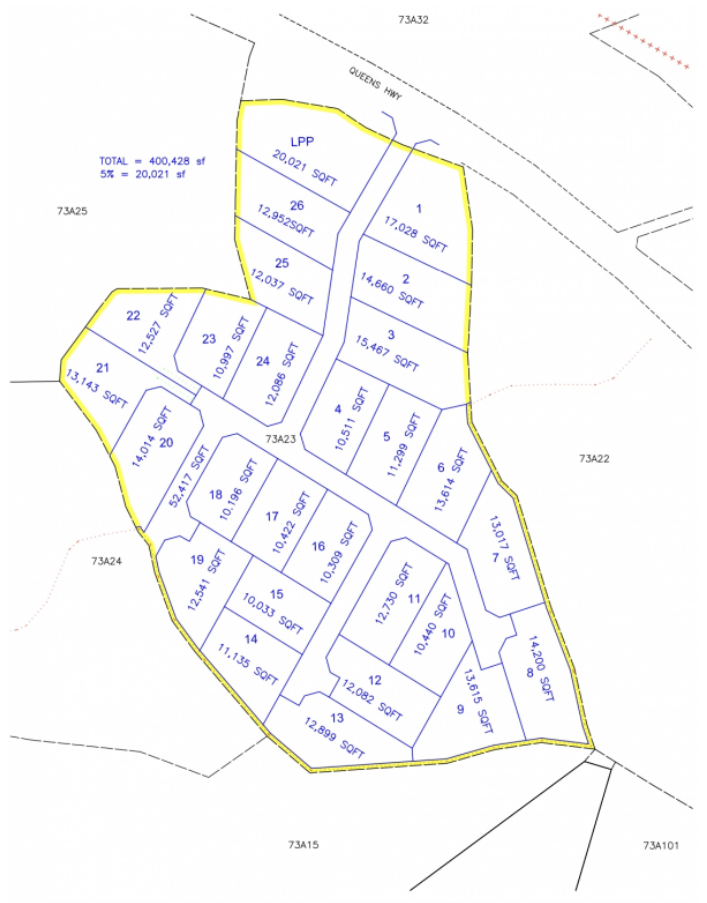 73A32
QUEENS HWY
LPP
20,021 SQFT
TOTAL = 400,428 sf
5% = 20,021 sf
73A25
26
12,952SQFT
1
17,028 SQFT
25
12,037 SQFT
2
14,660 SQFT
22
12,527 SQFT
23
10,997 SQFT
24
12,086 SQFT
3
15,467 SQFT
21
13,143 SQFT
4
10,511 SQFT
5
11,299 SQFT
20
14,014 SQFT
73A23
6
13,614 SQFT
73A22
52,417 SQFT
18
10.196 SQFT
17
10,422 SQFT
16
10,309 SQFT
7
13,017 SQFT
73A24
19
12,541 SQFT
15
10,033 SQFT
11
12,730 SQFT
10
10,440 SQFT
14
11,135 SQFT
12
12,082 SQFT
8
14,200 SQFT
9
13,615 SQFT
13
12,899 SQFT
73A15
73A101